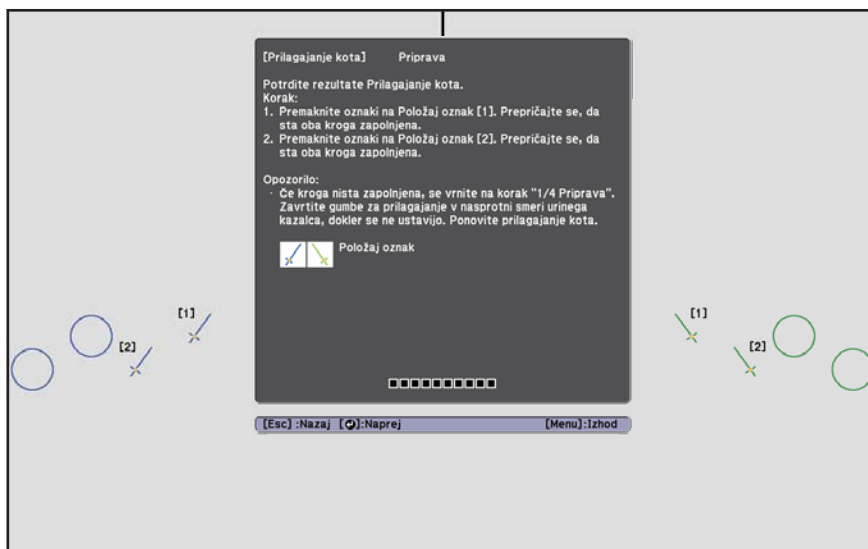 [Prilagajanje kota] Priprava
Potrdite rezultate Prilagajanje kota.
Korak:
1. Premaknite oznaki na Položaj oznak [1]. Prepričajte se, da
sta oba kroga zapolnjena.
2. Premaknite oznaki na Položaj oznak [2]. Prepričajte se, da
sta oba kroga zapolnjena.
Opozorilo:
· Če kroga nista zapolnjena, se vrnite na korak "1/4 Priprava".
Zavrtite gumbe za prilagajanje v nasprotni smeri urinega
kazalca, dokler se ne ustavijo. Ponovite prilagajanje kota.
Položaj oznak
[1] [1]
[2] [2]
[Esc] :Nazaj [⏎]:Naprej [Menu]:Izhod